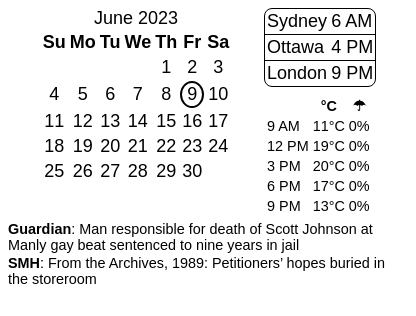 June 2023
Su Mo Tu We Th Fr Sa
1 2 3
4 5 6 7 8 9 10
11 12 13 14 15 16 17
18 19 20 21 22 23 24
25 26 27 28 29 30
Sydney 6 AM
Ottawa 4 PM
London 9 PM
°C ☂
9 AM 11°C 0%
12 PM 19°C 0%
3 PM 20°C 0%
6 PM 17°C 0%
9 PM 13°C 0%
Guardian: Man responsible for death of Scott Johnson at
Manly gay beat sentenced to nine years in jail
SMH: From the Archives, 1989: Petitioners’ hopes buried in
the storeroom